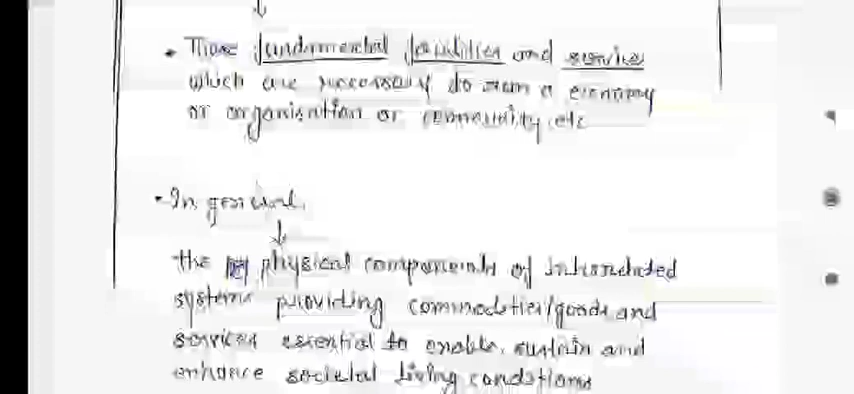 • Those fundamental facilities and service
which are necessary to run a economy
or organisation or community, etc
• In general,
the physical components of interrelated
systems providing commodities/goods and
services essential to enable, sustain and
enhance societal living conditions